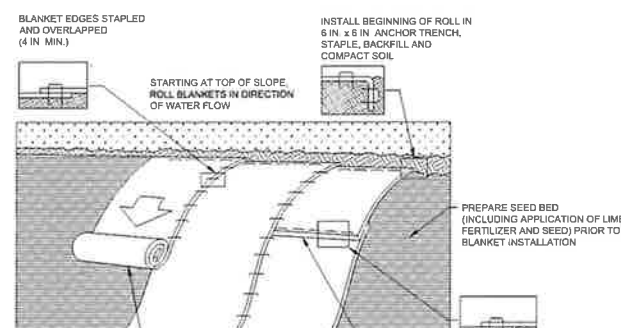 BLANKET EDGES STAPLED
AND OVERLAPPED
(4 IN. MIN.)
INSTALL BEGINNING OF ROLL IN
6 IN. x 6 IN ANCHOR TRENCH,
STAPLE, BACKFILL AND
COMPACT SOIL
STARTING AT TOP OF SLOPE,
ROLL BLANKETS IN DIRECTION
OF WATER FLOW
PREPARE SEED BED
(INCLUDING APPLICATION OF LIME
FERTILIZER AND SEED) PRIOR TO
BLANKET INSTALLATION